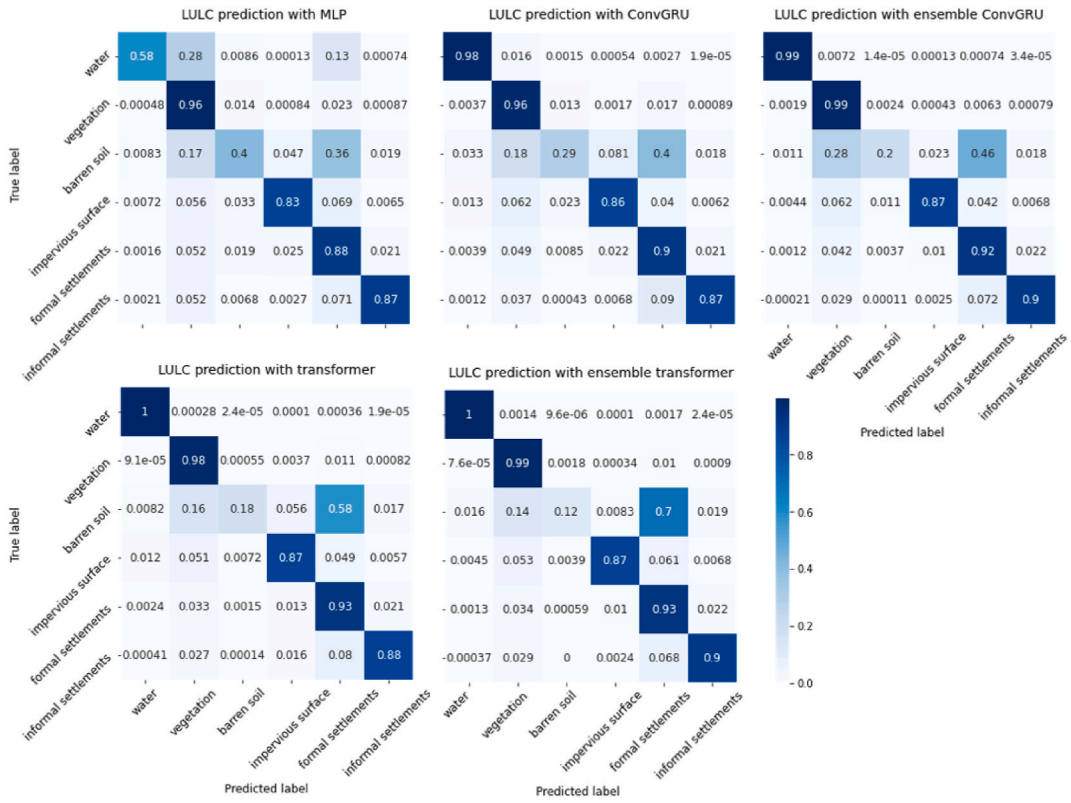 LULC prediction with MLP
LULC prediction with ConvGRU
LULC prediction with ensemble ConvGRU
True label
water
0.58 0.28 0.0086 0.00013 0.13 0.00074
vegetation
0.00048 0.96 0.014 0.00084 0.023 0.00087
barren soil
0.0083 0.17 0.4 0.047 0.36 0.019
impervious surface
0.0072 0.056 0.033 0.83 0.069 0.0065
formal settlements
0.0016 0.052 0.019 0.025 0.88 0.021
informal settlements
0.0021 0.052 0.0068 0.0027 0.071 0.87
0.98 0.016 0.0015 0.00054 0.0027 1.9e-05
0.0037 0.96 0.013 0.0017 0.017 0.00089
0.033 0.18 0.29 0.081 0.4 0.018
0.013 0.062 0.023 0.86 0.04 0.0062
0.0039 0.049 0.0085 0.022 0.9 0.021
0.0012 0.037 0.00043 0.0068 0.09 0.87
0.99 0.0072 1.4e-05 0.00013 0.00074 3.4e-05
0.0019 0.99 0.0024 0.00043 0.0063 0.00079
0.011 0.28 0.2 0.023 0.46 0.018
0.0044 0.062 0.011 0.87 0.042 0.0068
0.0012 0.042 0.0037 0.01 0.92 0.022
0.00021 0.029 0.00011 0.0025 0.072 0.9
water
vegetation
barren soil
impervious surface
formal settlements
informal settlements
Predicted label
LULC prediction with transformer
LULC prediction with ensemble transformer
True label
water
1 0.00028 2.4e-05 0.0001 0.00036 1.9e-05
vegetation
9.1e-05 0.98 0.00055 0.0037 0.011 0.00082
barren soil
0.0082 0.16 0.18 0.056 0.58 0.017
impervious surface
0.012 0.051 0.0072 0.87 0.049 0.0057
formal settlements
0.0024 0.033 0.0015 0.013 0.93 0.021
informal settlements
0.00041 0.027 0.00014 0.016 0.08 0.88
water
vegetation
barren soil
impervious surface
formal settlements
informal settlements
Predicted label
1 0.0014 9.6e-06 0.0001 0.0017 2.4e-05
7.6e-05 0.99 0.0018 0.00034 0.01 0.0009
0.016 0.14 0.12 0.0083 0.7 0.019
0.0045 0.053 0.0039 0.87 0.061 0.0068
0.0013 0.034 0.00059 0.01 0.93 0.022
0.00037 0.029 0 0.0024 0.068 0.9
water
vegetation
barren soil
impervious surface
formal settlements
informal settlements
Predicted label
0.8
0.6
0.4
0.2
0.0